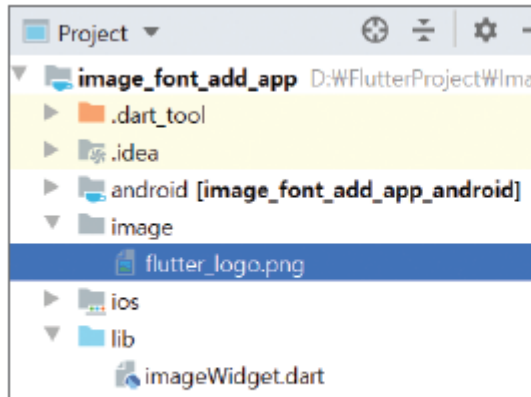 Project
image_font_add_app D:₩FlutterProject₩Ima
.dart_tool
.idea
android [image_font_add_app_android]
image
flutter_logo.png
ios
lib
imageWidget.dart